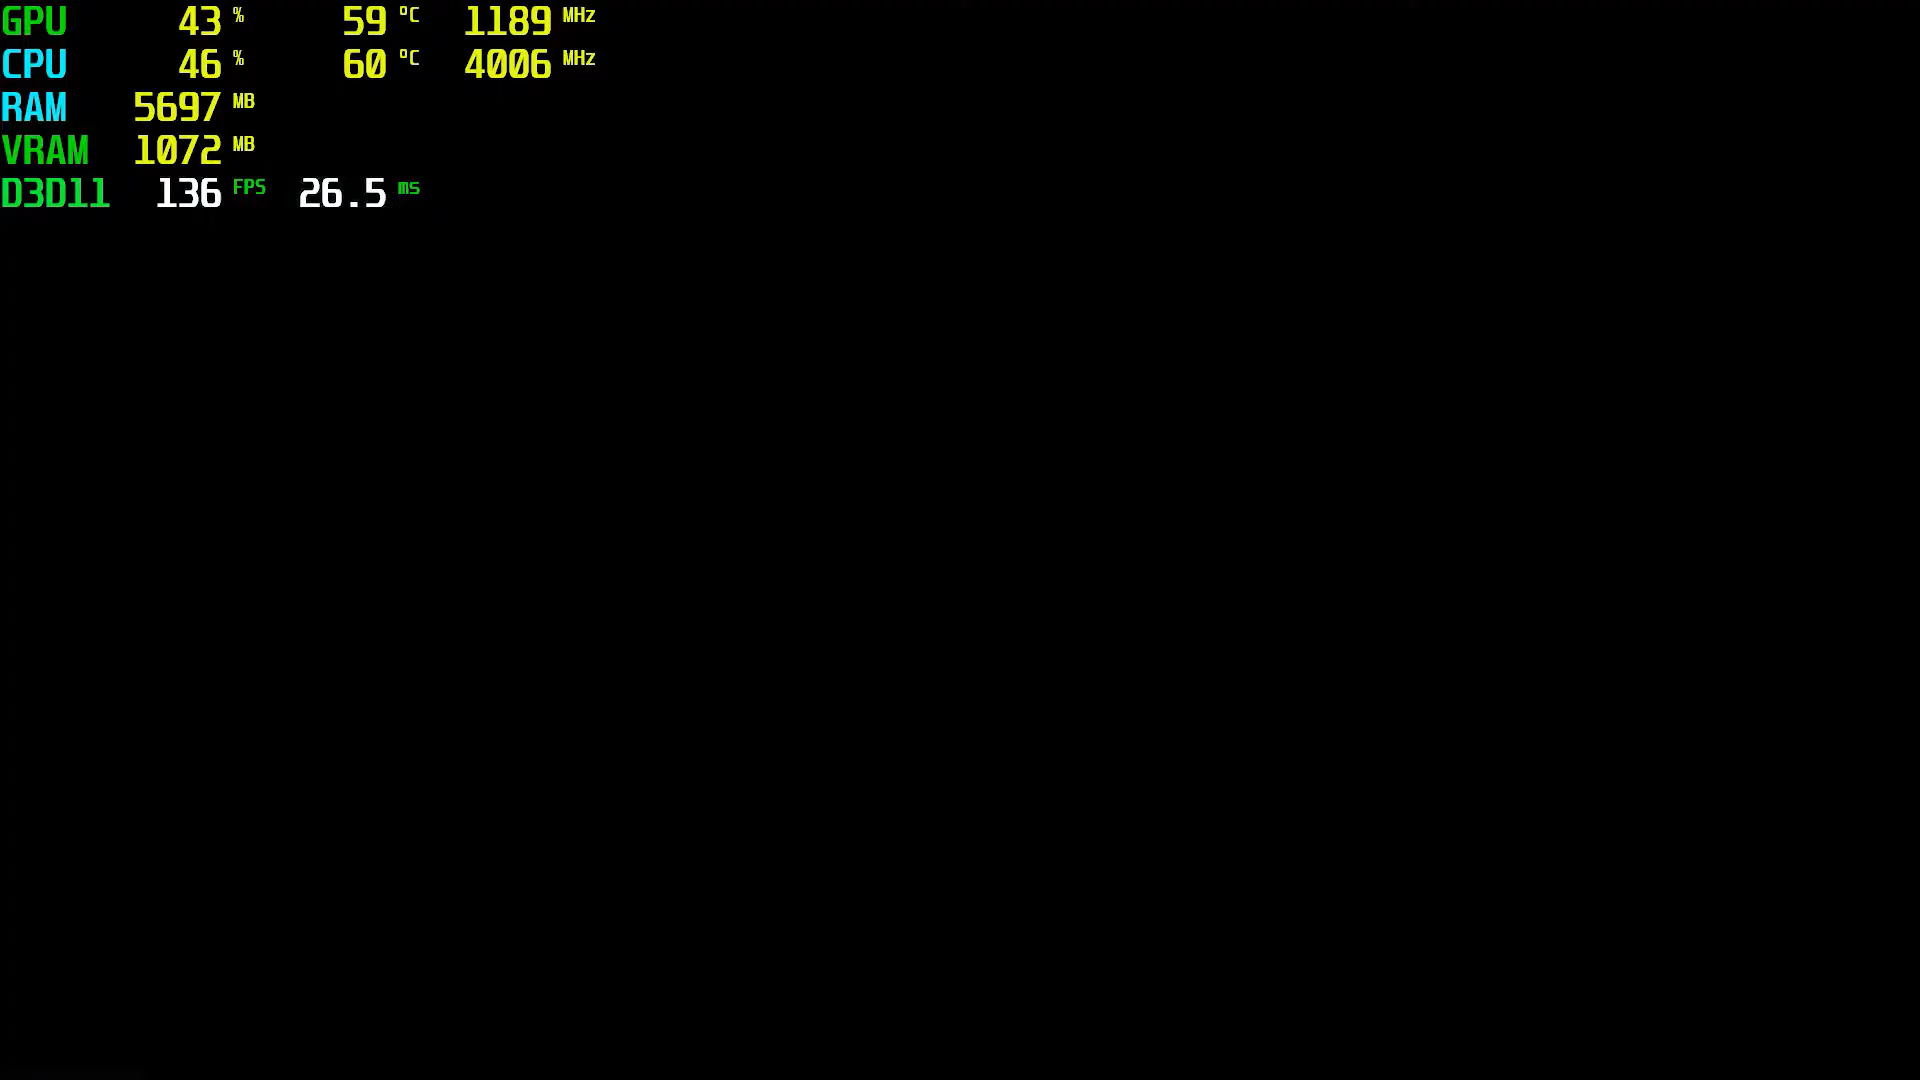 GPU 43 % 59 °C 1189 MHz
CPU 46 % 60 °C 4006 MHz
RAM 5697 MB
VRAM 1072 MB
D3D11 136 FPS 26.5 ms